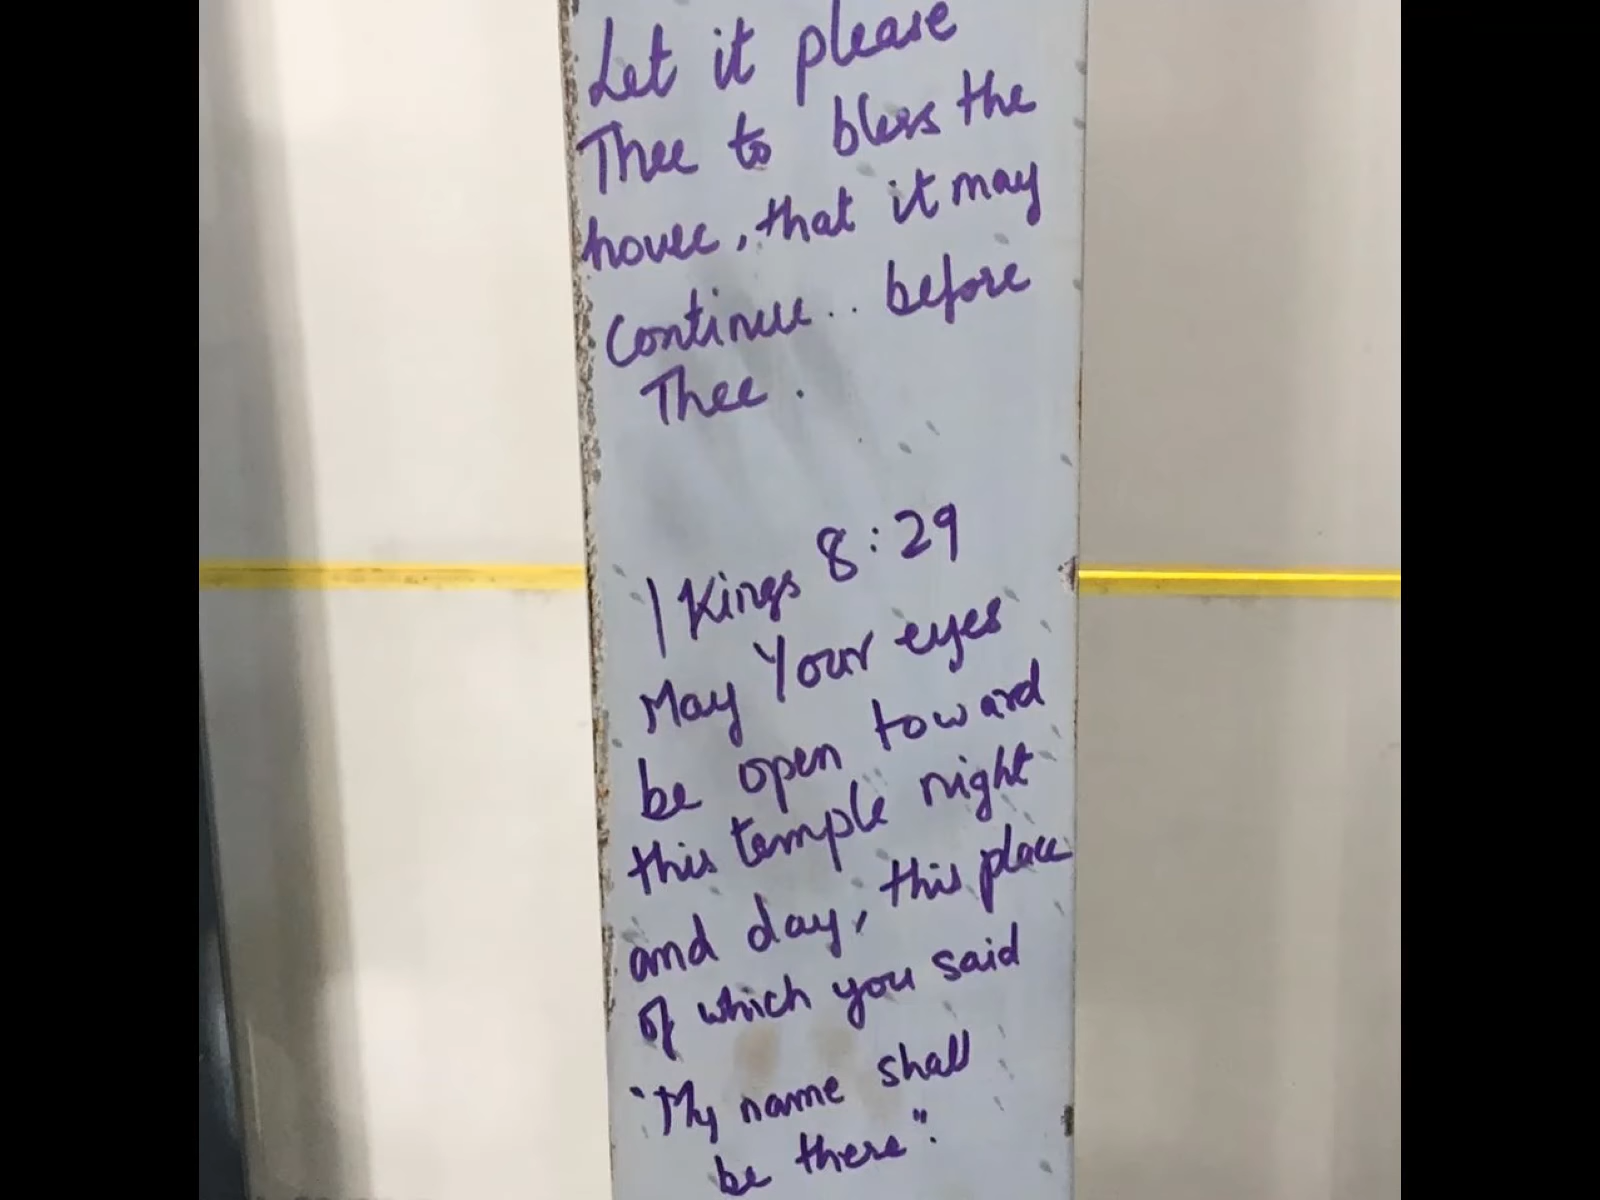 Let it please
Thee to bless the
house, that it may
Continue.. before
Thee.
1 Kings 8:29
May Your eyes
be open toward
this temple night
and day, this place
of which you said
"My name shall
be there".